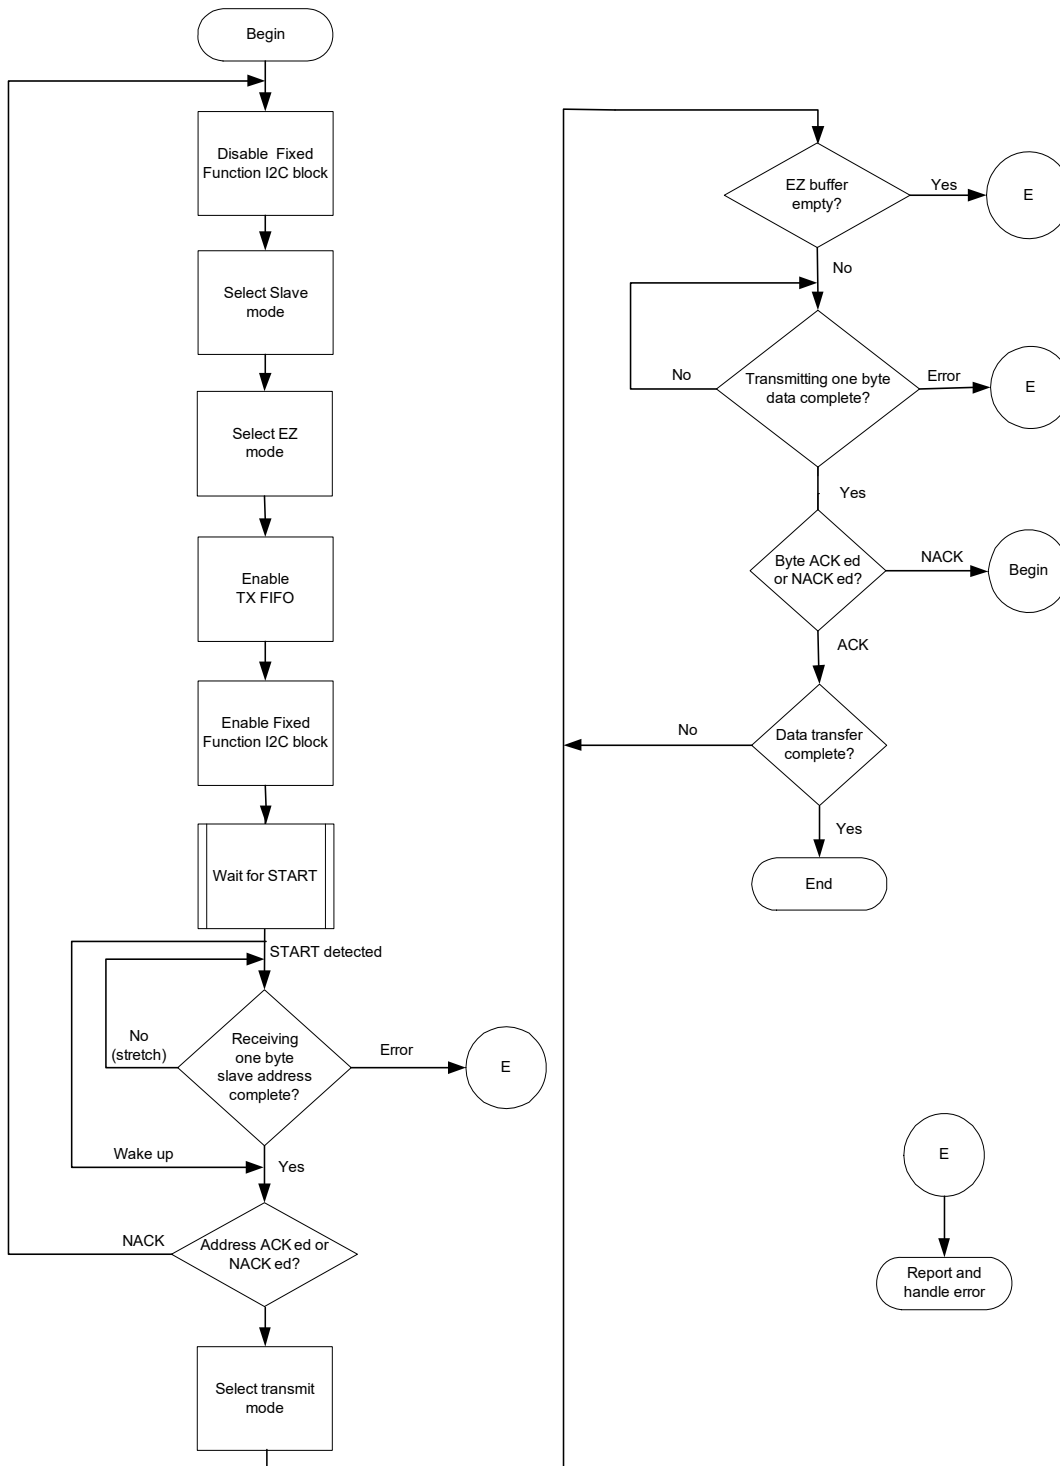 Begin
Disable Fixed
Function I2C block
Select Slave
mode
Select EZ
mode
Enable
TX FIFO
Enable Fixed
Function I2C block
Wait for START
START detected
No
(stretch)
Receiving
one byte
slave address
complete?
Error
E
Wake up
Yes
NACK
Address ACK ed or
NACK ed?
Select transmit
mode
EZ buffer
empty?
Yes
E
No
No
Transmitting one byte
data complete?
Error
E
Yes
Byte ACK ed
or NACK ed?
NACK
Begin
ACK
No
Data transfer
complete?
Yes
End
E
Report and
handle error